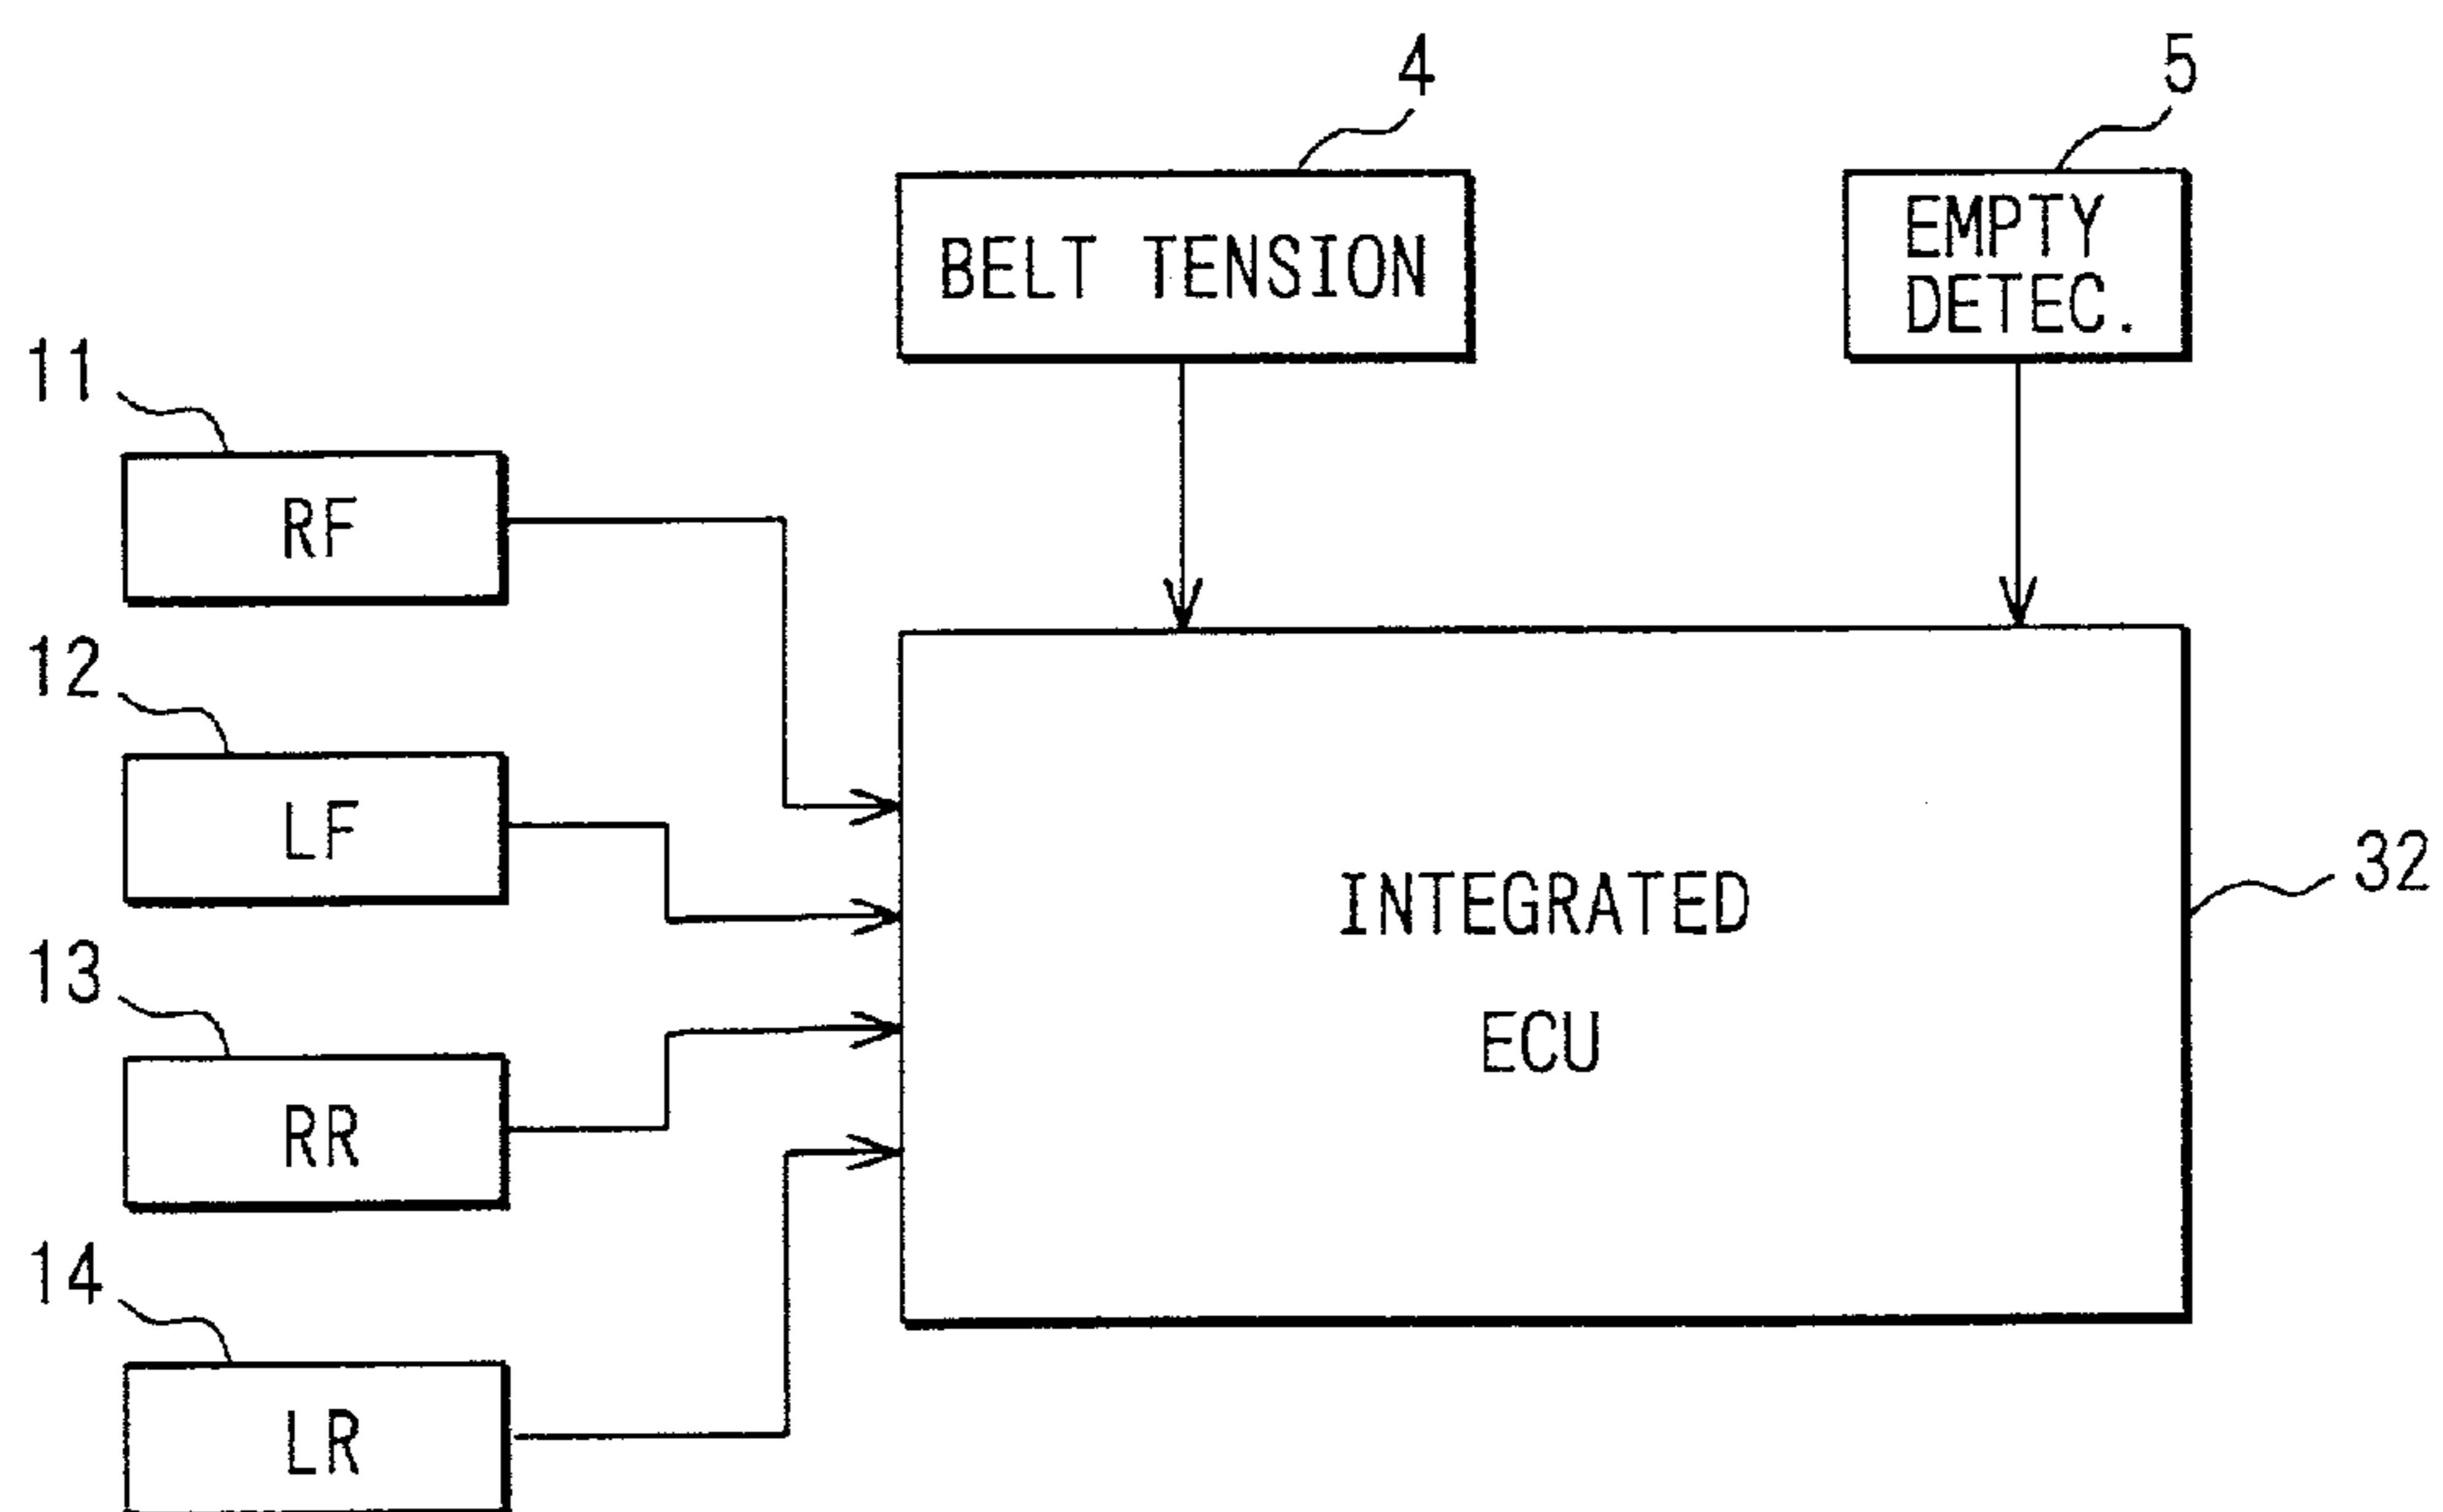 4
5
BELT TENSION
EMPTY
DETEC.
11
RF
12
LF
INTEGRATED
ECU
32
13
RR
14
LR